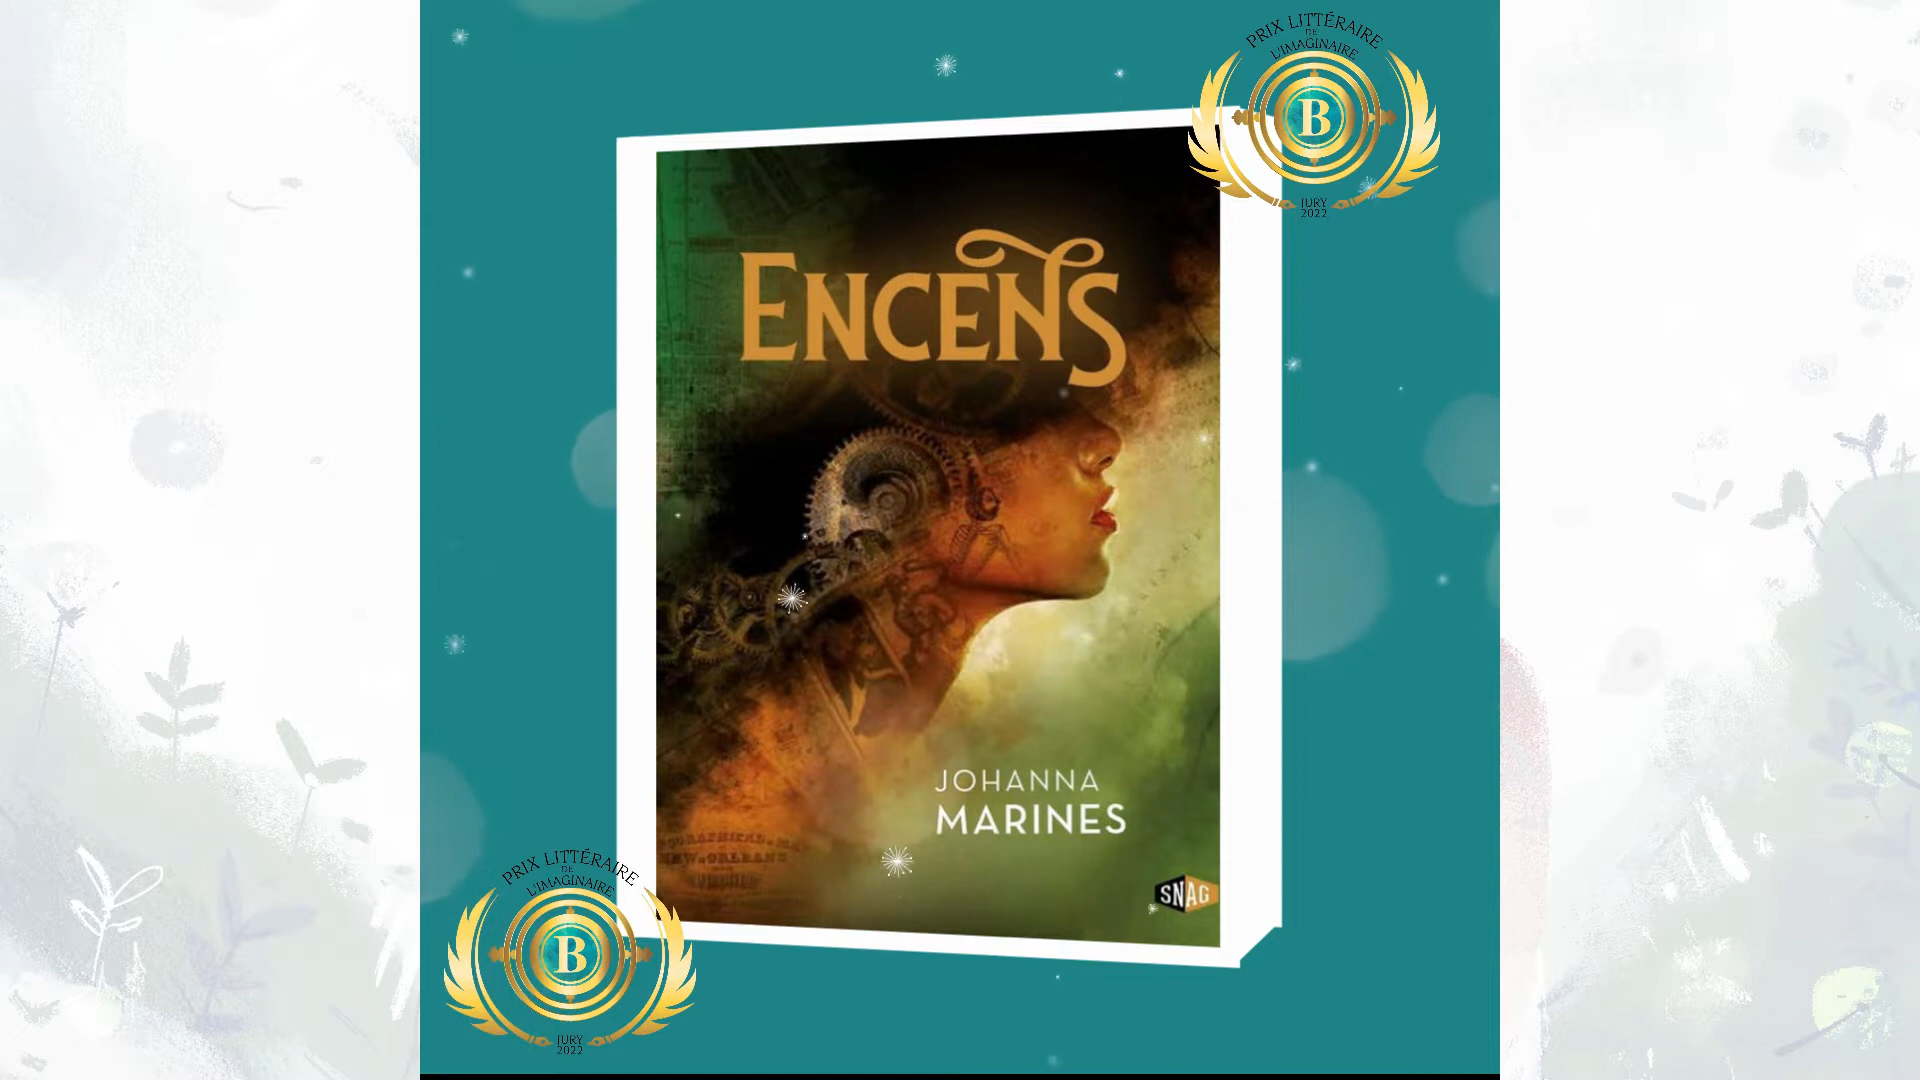 PRIX LITTÉRAIRE
DE
L'IMAGINAIRE
B
JURY
2022
ENCENS
JOHANNA
MARINES
SNAG
PRIX LITTÉRAIRE
DE
L'IMAGINAIRE
B
JURY
2022